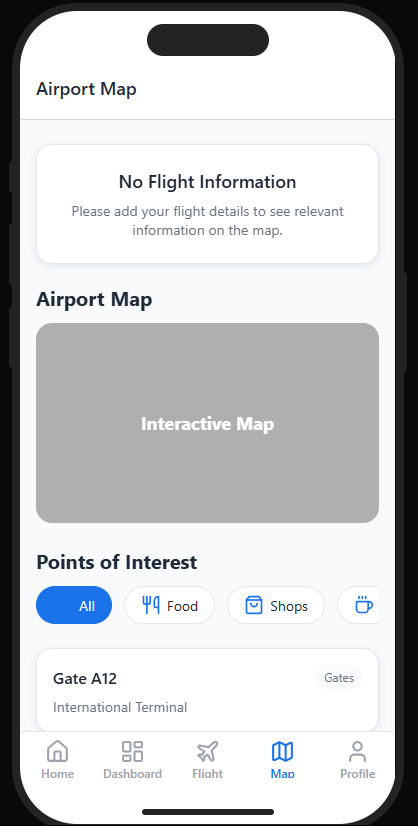 Airport Map
No Flight Information
Please add your flight details to see relevant
information on the map.
Airport Map
Interactive Map
Points of Interest
All
Food
Shops
Gate A12
Gates
International Terminal
Home
Dashboard
Flight
Map
Profile